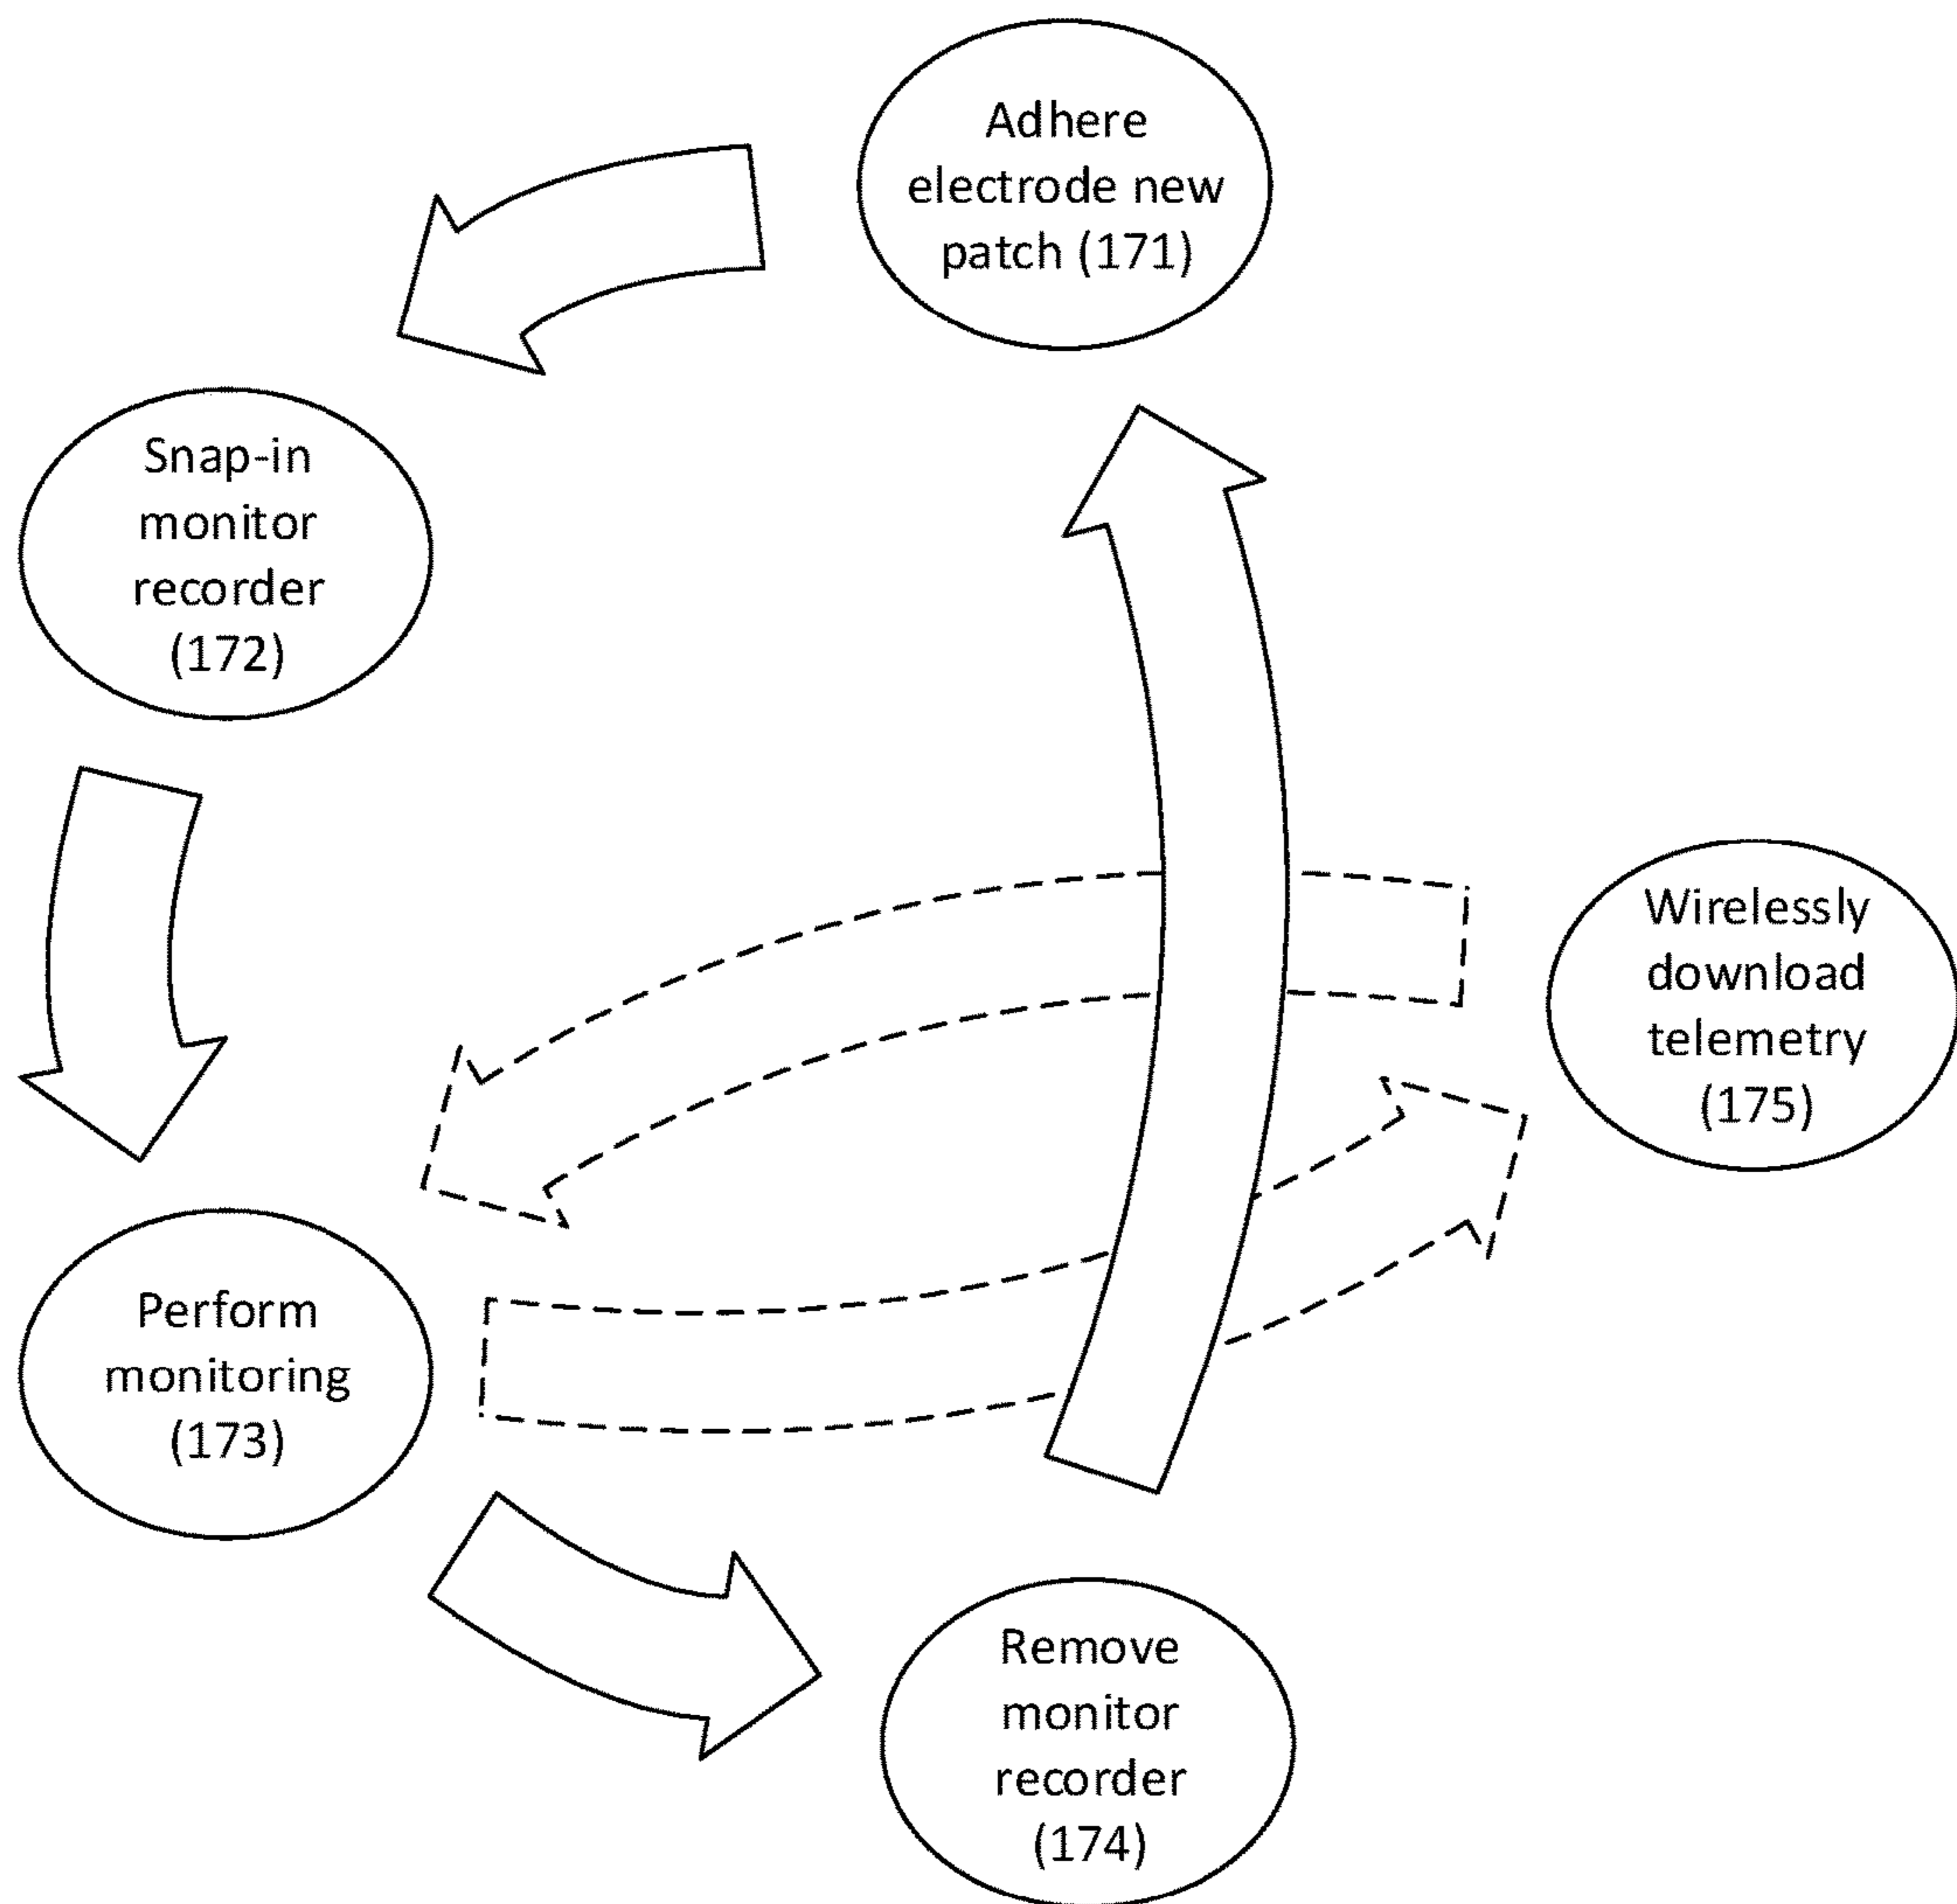 Adhere
electrode new
patch (171)
Snap-in
monitor
recorder
(172)
Wirelessly
download
telemetry
(175)
Perform
monitoring
(173)
Remove
monitor
recorder
(174)